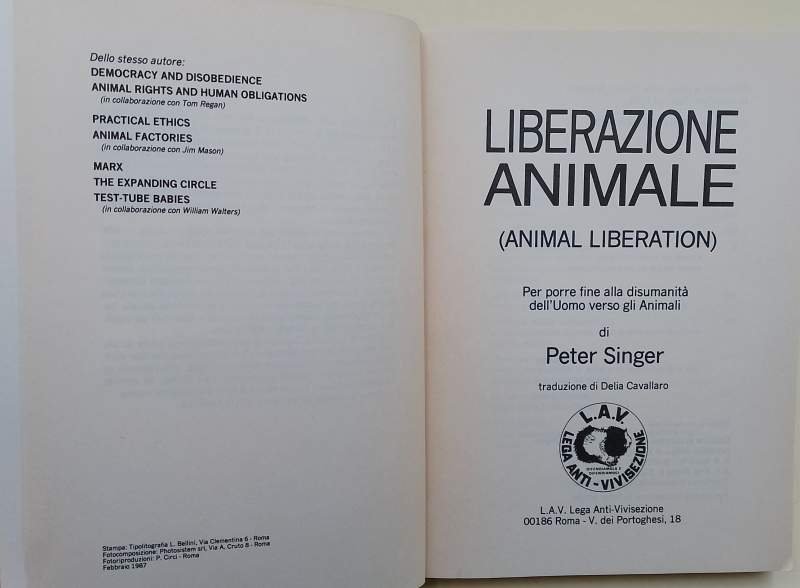 Dello stesso autore:
DEMOCRACY AND DISOBEDIENCE
ANIMAL RIGHTS AND HUMAN OBLIGATIONS
(in collaborazione con Tom Regan)
PRACTICAL ETHICS
ANIMAL FACTORIES
(in collaborazione con Jim Mason)
MARX
THE EXPANDING CIRCLE
TEST-TUBE BABIES
(in collaborazione con William Walters)
Stampa: Tipolitografia L. Bellini, Via Clementina 6 - Roma
Fotocomposizione: Photosistem srl, Via A. Cruto 8 - Roma
Fotoriproduzioni: P. Circi - Roma
Febbraio 1987
LIBERAZIONE
ANIMALE
(ANIMAL LIBERATION)
Per porre fine alla disumanità
dell'Uomo verso gli Animali
di
Peter Singer
traduzione di Delia Cavallaro
L.A.V.
LEGA ANTI-VIVISEZIONE
DIFENDIAMOLI E
DIFENDIAMOCI
L.A.V. Lega Anti-Vivisezione
00186 Roma - V. dei Portoghesi, 18